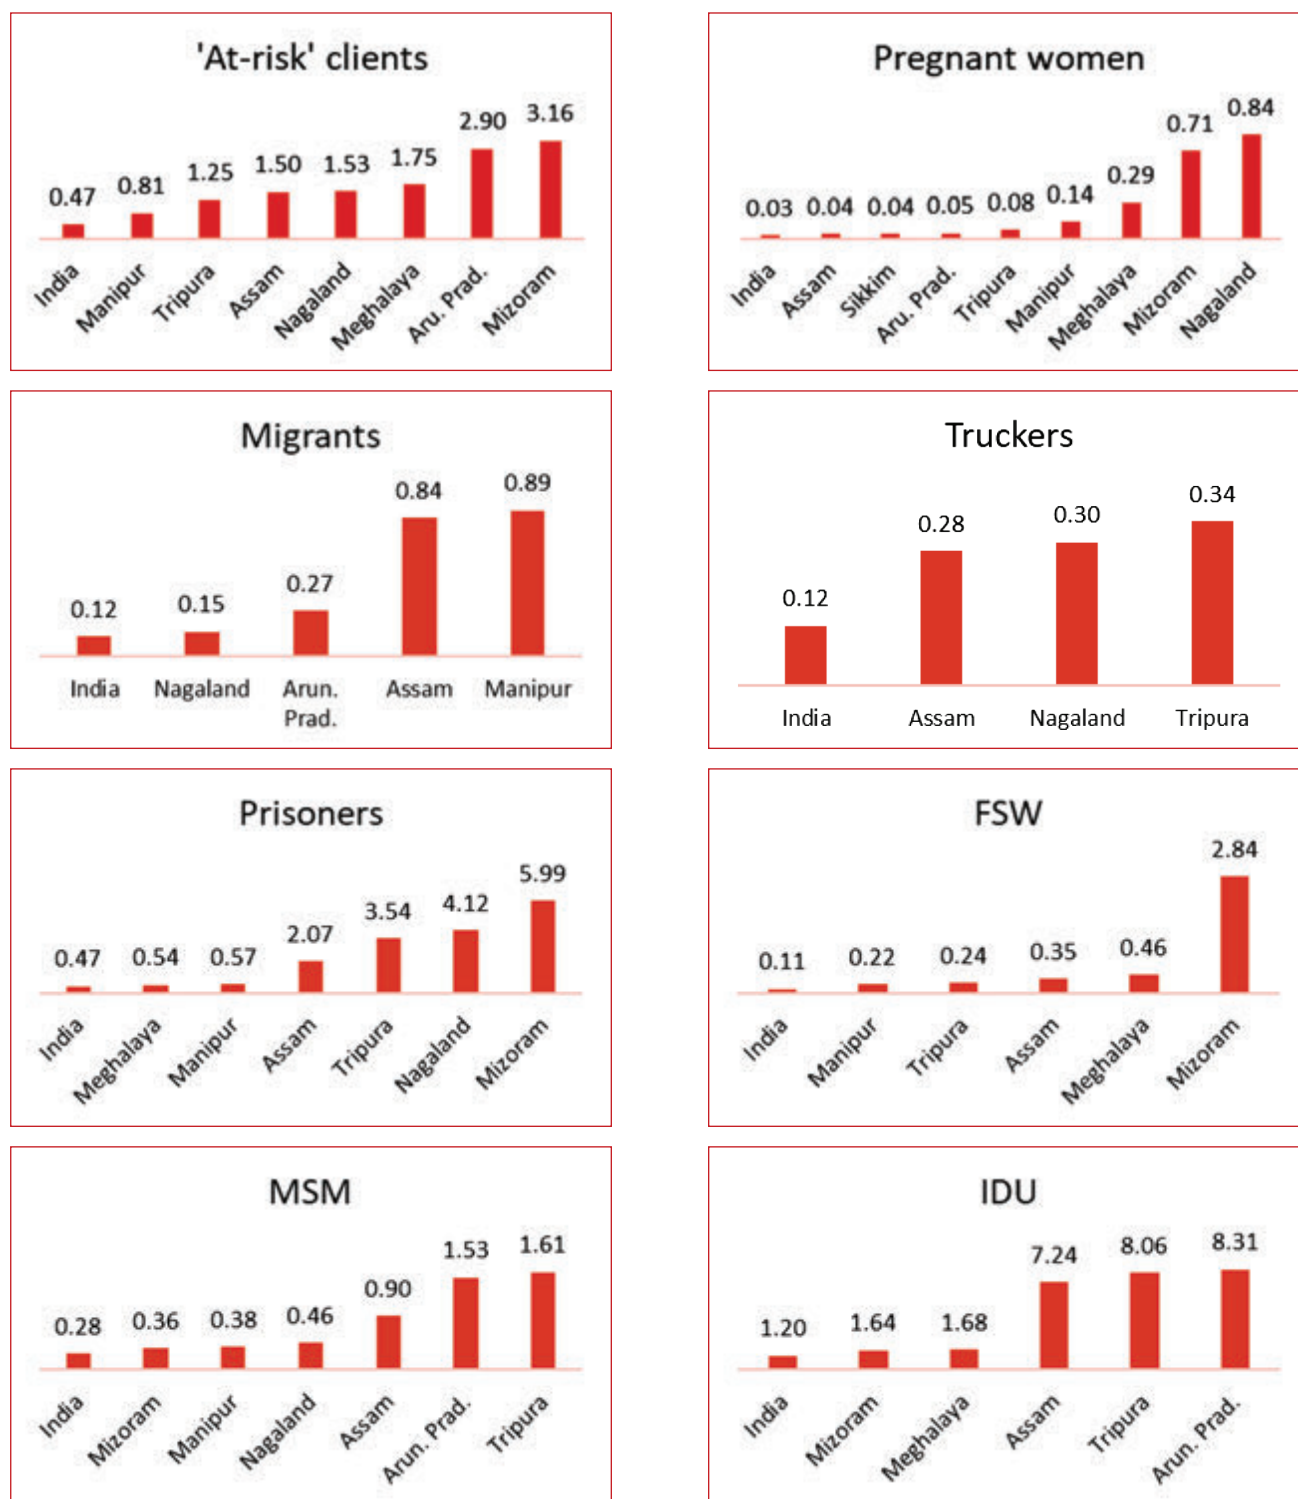 'At-risk' clients
0.47 0.81 1.25 1.50 1.53 1.75 2.90 3.16
India Manipur Tripura Assam Nagaland Meghalaya Aru. Prad. Mizoram
Pregnant women
0.03 0.04 0.04 0.05 0.08 0.14 0.29 0.71 0.84
India Assam Sikkim Aru. Prad. Tripura Manipur Meghalaya Mizoram Nagaland
Migrants
0.12 0.15 0.27 0.84 0.89
India Nagaland Arun. Assam Manipur
Prad.
Truckers
0.12 0.28 0.30 0.34
India Assam Nagaland Tripura
Prisoners
0.47 0.54 0.57 2.07 3.54 4.12 5.99
India Meghalaya Manipur Assam Tripura Nagaland Mizoram
FSW
0.11 0.22 0.24 0.35 0.46 2.84
India Manipur Tripura Assam Meghalaya Mizoram
MSM
0.28 0.36 0.38 0.46 0.90 1.53 1.61
India Mizoram Manipur Nagaland Assam Arun. Prad. Tripura
IDU
1.20 1.64 1.68 7.24 8.06 8.31
India Mizoram Meghalaya Assam Tripura Arun. Prad.